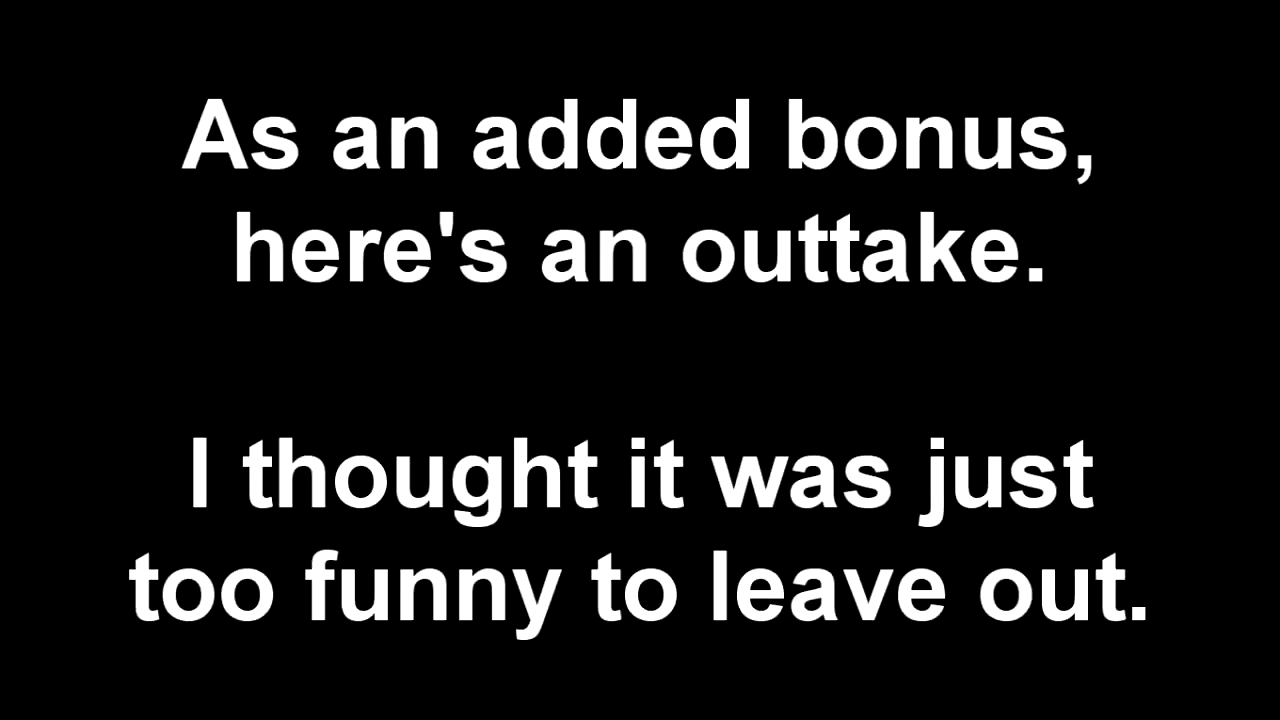 As an added bonus,
here's an outtake.
I thought it was just
too funny to leave out.